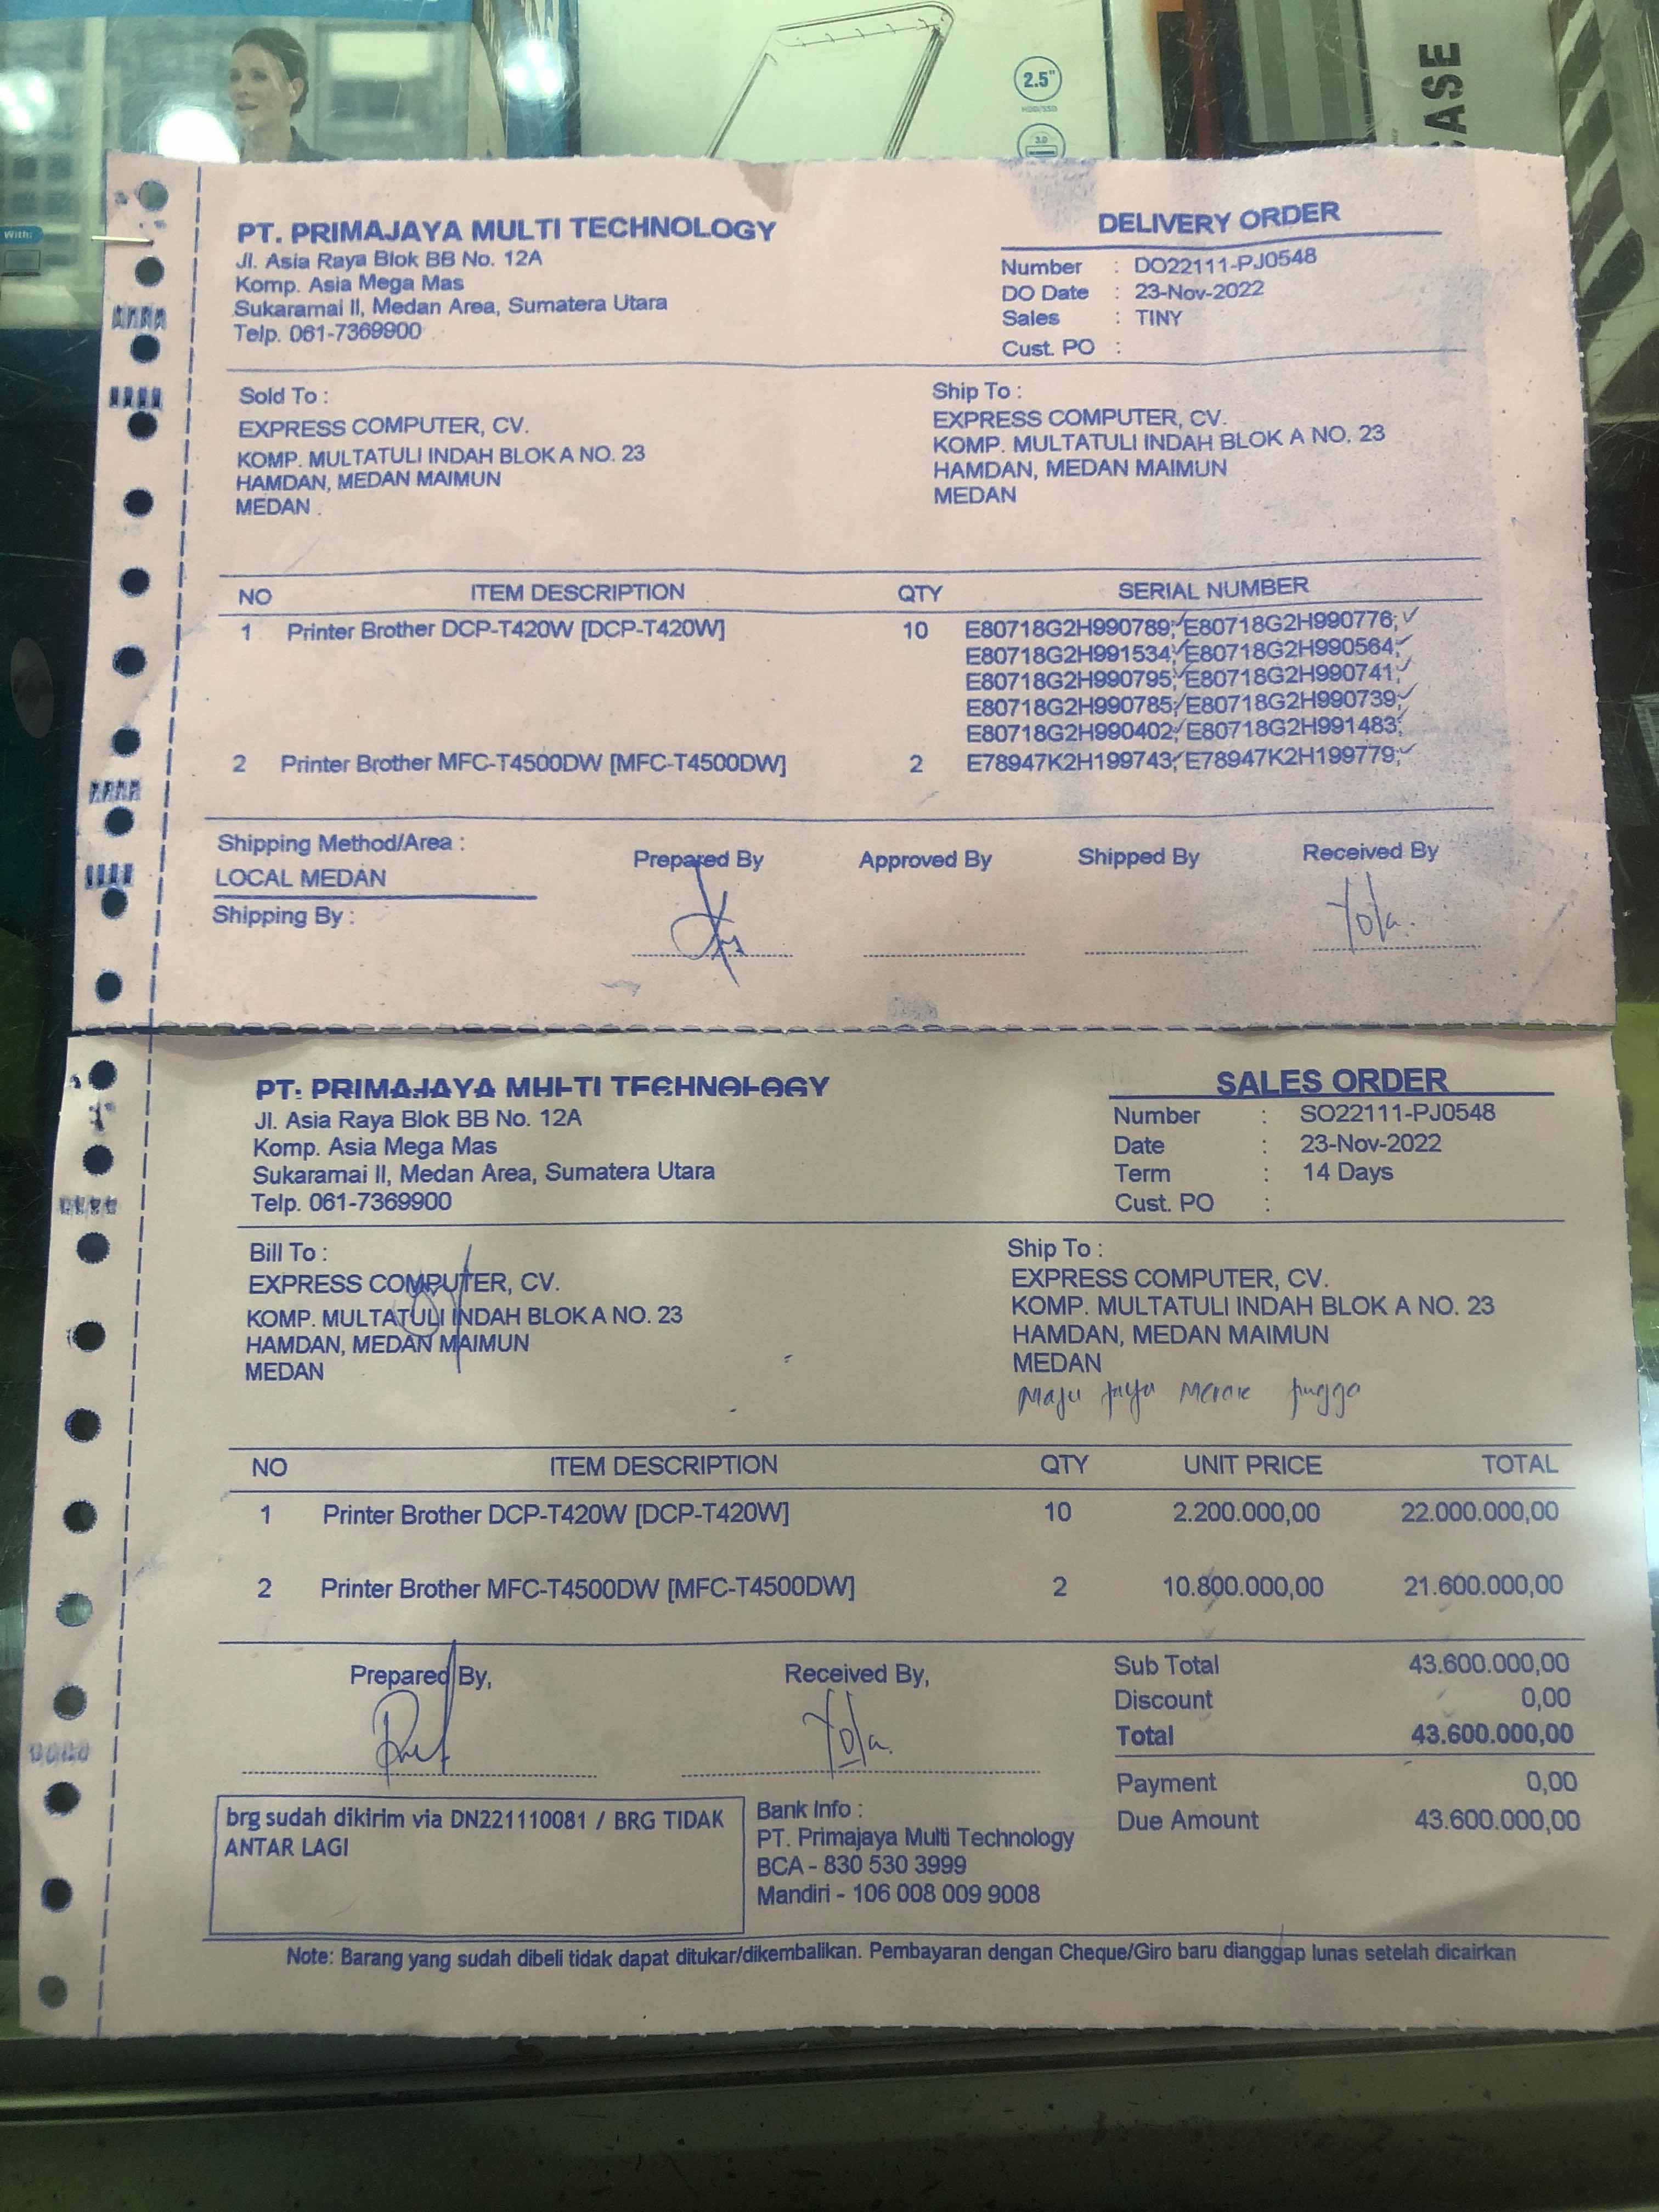 With:
2.5"
HDD/SSD
3.0
CASE
PT. PRIMAJAYA MULTI TECHNOLOGY
Jl. Asia Raya Blok BB No. 12A
Komp. Asia Mega Mas
Sukaramai II, Medan Area, Sumatera Utara
Telp. 061-7369900
DELIVERY ORDER
Number : DO22111-PJ0548
DO Date : 23-Nov-2022
Sales : TINY
Cust. PO :
Sold To :
EXPRESS COMPUTER, CV.
KOMP. MULTATULI INDAH BLOK A NO. 23
HAMDAN, MEDAN MAIMUN
MEDAN
Ship To :
EXPRESS COMPUTER, CV.
KOMP. MULTATULI INDAH BLOK A NO. 23
HAMDAN, MEDAN MAIMUN
MEDAN
NO ITEM DESCRIPTION QTY SERIAL NUMBER
1 Printer Brother DCP-T420W [DCP-T420W] 10 E80718G2H990789; E80718G2H990776;
E80718G2H991534; E80718G2H990564;
E80718G2H990795; E80718G2H990741;
E80718G2H990785; E80718G2H990739;
E80718G2H990402; E80718G2H991483;
2 Printer Brother MFC-T4500DW [MFC-T4500DW] 2 E78947K2H199743; E78947K2H199779;
Shipping Method/Area :
LOCAL MEDAN
Shipping By :
Prepared By Approved By Shipped By Received By
Yola.
PT. PRIMAJAYA MULTI TECHNOLOGY
Jl. Asia Raya Blok BB No. 12A
Komp. Asia Mega Mas
Sukaramai II, Medan Area, Sumatera Utara
Telp. 061-7369900
SALES ORDER
Number : SO22111-PJ0548
Date : 23-Nov-2022
Term : 14 Days
Cust. PO :
Bill To :
EXPRESS COMPUTER, CV.
KOMP. MULTATULI INDAH BLOK A NO. 23
HAMDAN, MEDAN MAIMUN
MEDAN
Ship To :
EXPRESS COMPUTER, CV.
KOMP. MULTATULI INDAH BLOK A NO. 23
HAMDAN, MEDAN MAIMUN
MEDAN
Maju Jaya
NO ITEM DESCRIPTION QTY UNIT PRICE TOTAL
1 Printer Brother DCP-T420W [DCP-T420W] 10 2.200.000,00 22.000.000,00
2 Printer Brother MFC-T4500DW [MFC-T4500DW] 2 10.800.000,00 21.600.000,00
Prepared By, Received By,
Yola.
Sub Total 43.600.000,00
Discount 0,00
Total 43.600.000,00
Payment 0,00
Due Amount 43.600.000,00
brg sudah dikirim via DN221110081 / BRG TIDAK
ANTAR LAGI
Bank Info :
PT. Primajaya Multi Technology
BCA - 830 530 3999
Mandiri - 106 008 009 9008
Note: Barang yang sudah dibeli tidak dapat ditukar/dikembalikan. Pembayaran dengan Cheque/Giro baru dianggap lunas setelah dicairkan